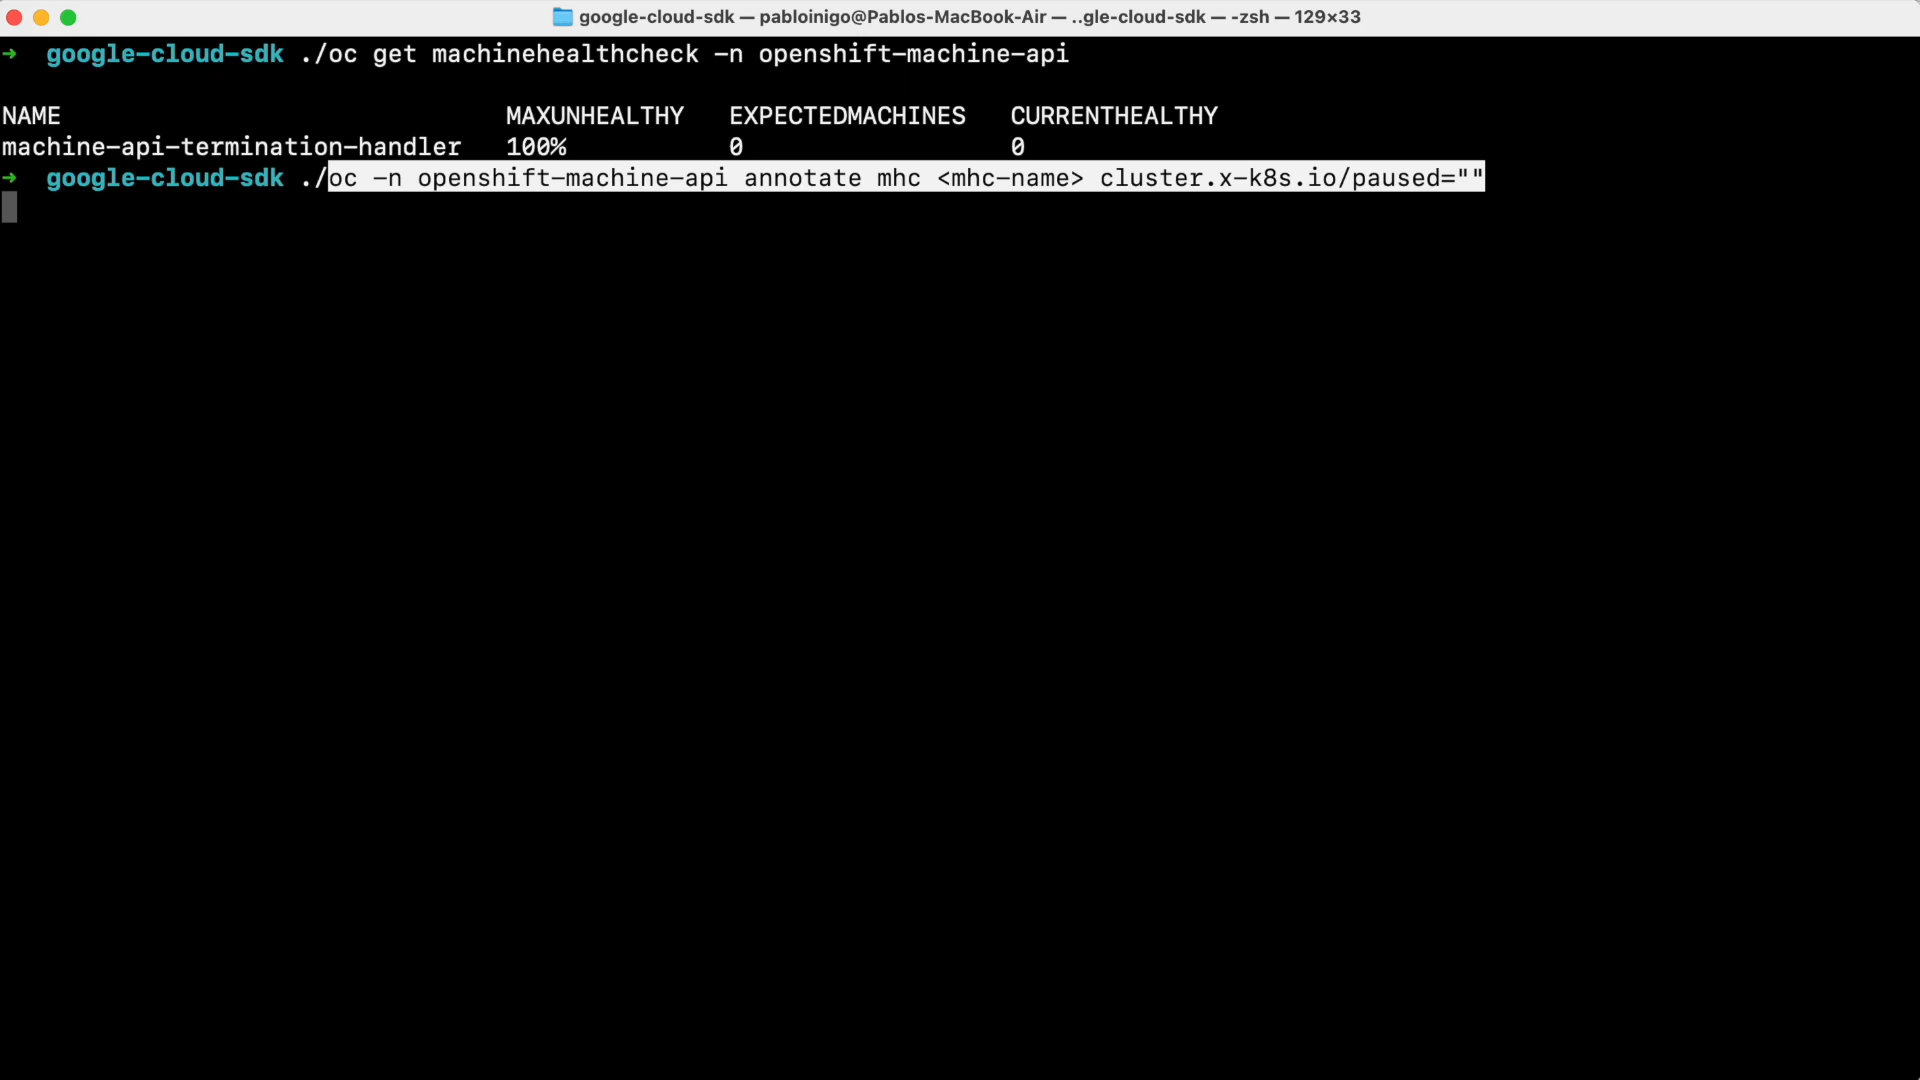 google-cloud-sdk — pabloinigo@Pablos-MacBook-Air — ..gle-cloud-sdk — -zsh — 129×33
→ google-cloud-sdk ./oc get machinehealthcheck -n openshift-machine-api
NAME MAXUNHEALTHY EXPECTEDMACHINES CURRENTHEALTHY
machine-api-termination-handler 100% 0 0
→ google-cloud-sdk ./oc -n openshift-machine-api annotate mhc <mhc-name> cluster.x-k8s.io/paused=""